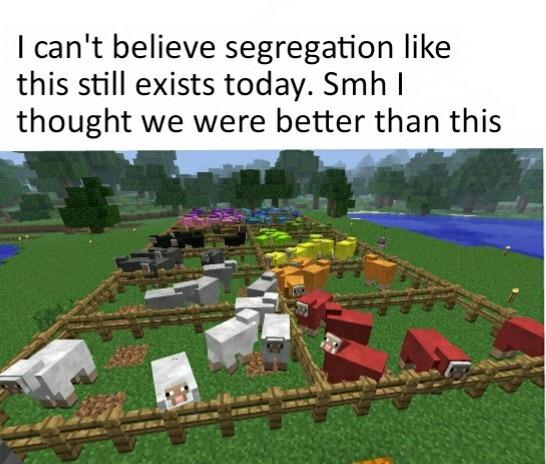 I can't believe segregation like
this still exists today. Smh I
thought we were better than this